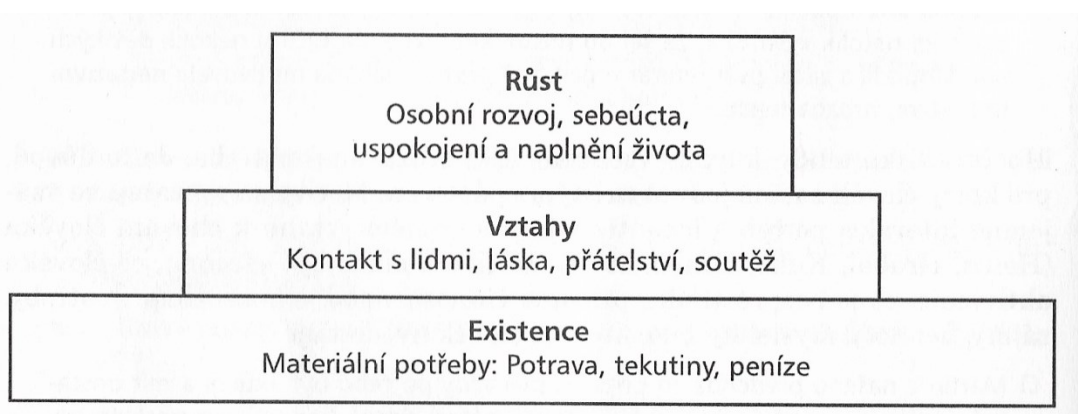 Růst
Osobní rozvoj, sebeúcta,
uspokojení a naplnění života
Vztahy
Kontakt s lidmi, láska, přátelství, soutěž
Existence
Materiální potřeby: Potrava, tekutiny, peníze